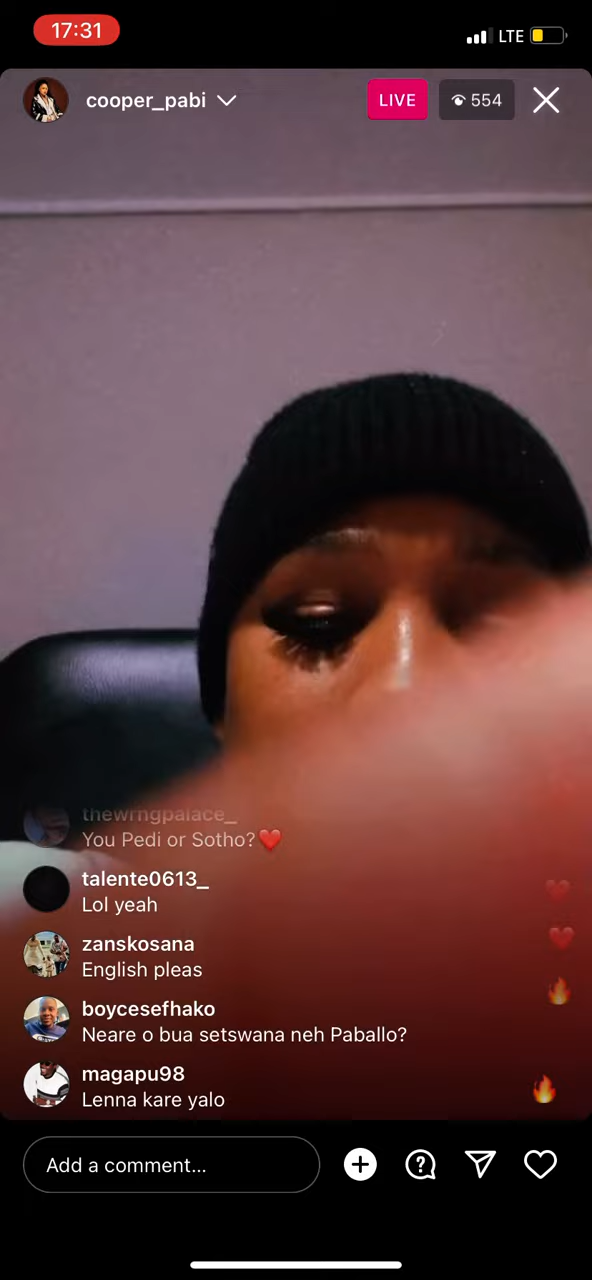 17:31
LTE
cooper_pabi
LIVE
554
thewrngpalace_
You Pedi or Sotho?❤️
talente0613_
Lol yeah
zanskosana
English pleas
boycesefhako
Neare o bua setswana neh Paballo?
magapu98
Lenna kare yalo
Add a comment...